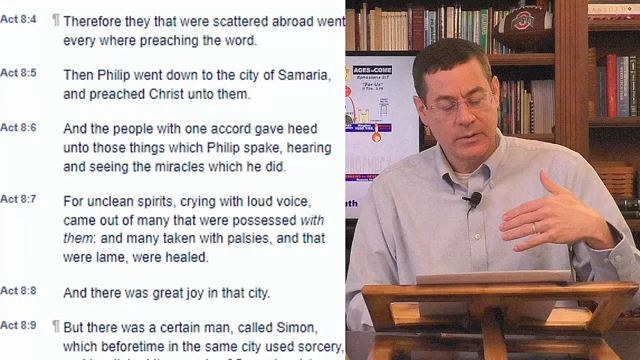 Act 8:4 ¶ Therefore they that were scattered abroad went
every where preaching the word.
Act 8:5 Then Philip went down to the city of Samaria,
and preached Christ unto them.
Act 8:6 And the people with one accord gave heed
unto those things which Philip spake, hearing
and seeing the miracles which he did.
Act 8:7 For unclean spirits, crying with loud voice,
came out of many that were possessed with
them: and many taken with palsies, and that
were lame, were healed.
Act 8:8 And there was great joy in that city.
Act 8:9 ¶ But there was a certain man, called Simon,
which beforetime in the same city used sorcery,
AGES to COME
Ephesians 2:7
"For Us"